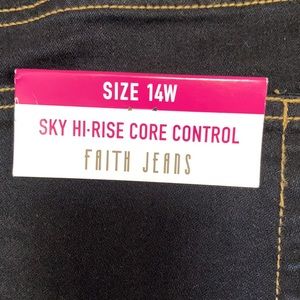 SIZE 14W
SKY HI·RISE CORE CONTROL
FAITH JEANS